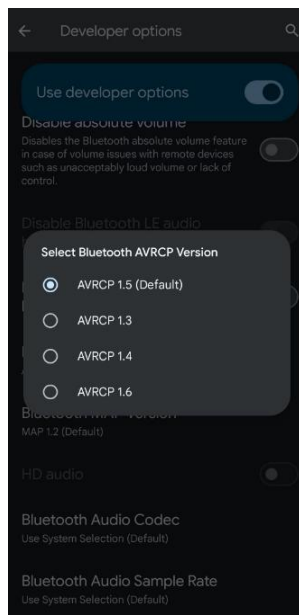 Developer options
Use developer options
Disable absolute volume
Disables the Bluetooth absolute volume feature
in case of volume issues with remote devices
such as unacceptably loud volume or lack of
control.
Disable Bluetooth LE audio
Select Bluetooth AVRCP Version
AVRCP 1.5 (Default)
AVRCP 1.3
AVRCP 1.4
AVRCP 1.6
Bluetooth MAP Version
MAP 1.2 (Default)
HD audio
Bluetooth Audio Codec
Use System Selection (Default)
Bluetooth Audio Sample Rate
Use System Selection (Default)